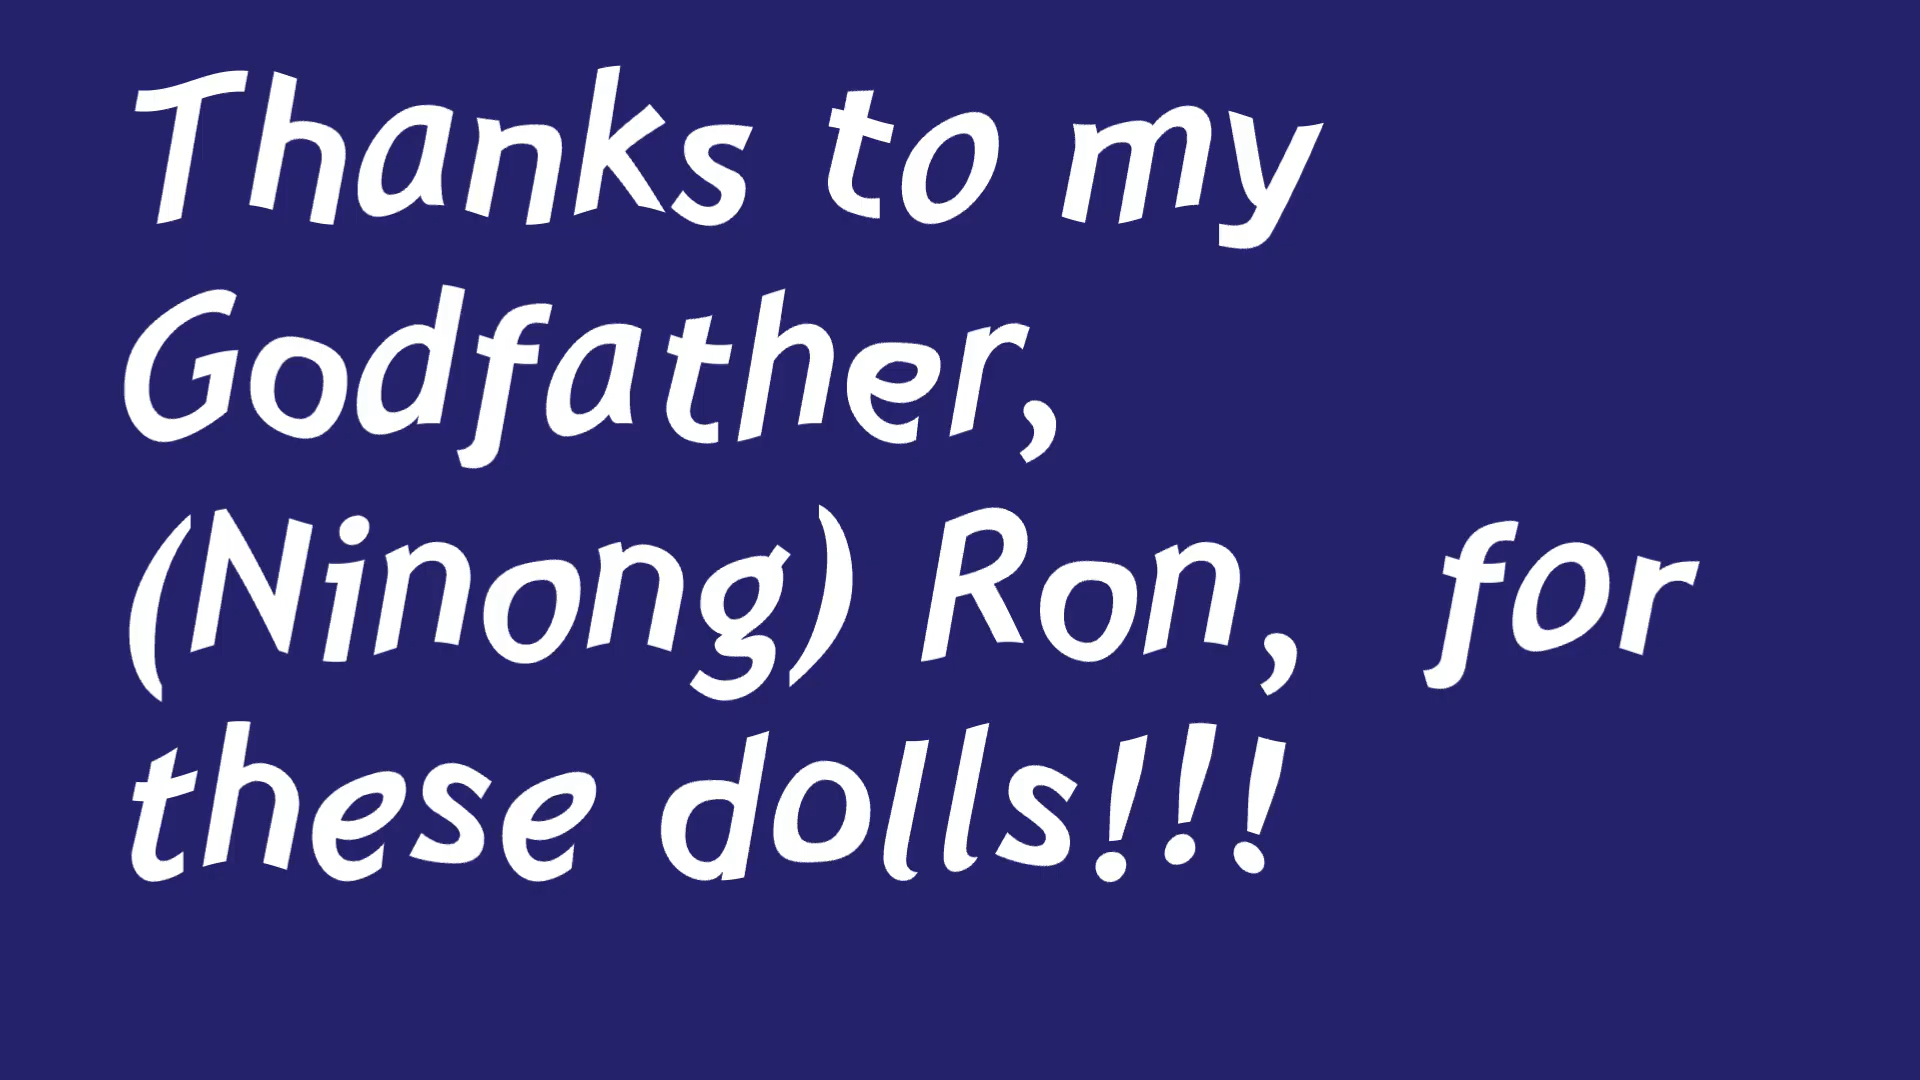 Thanks to my
Godfather,
(Ninong) Ron,  for
these dolls!!!